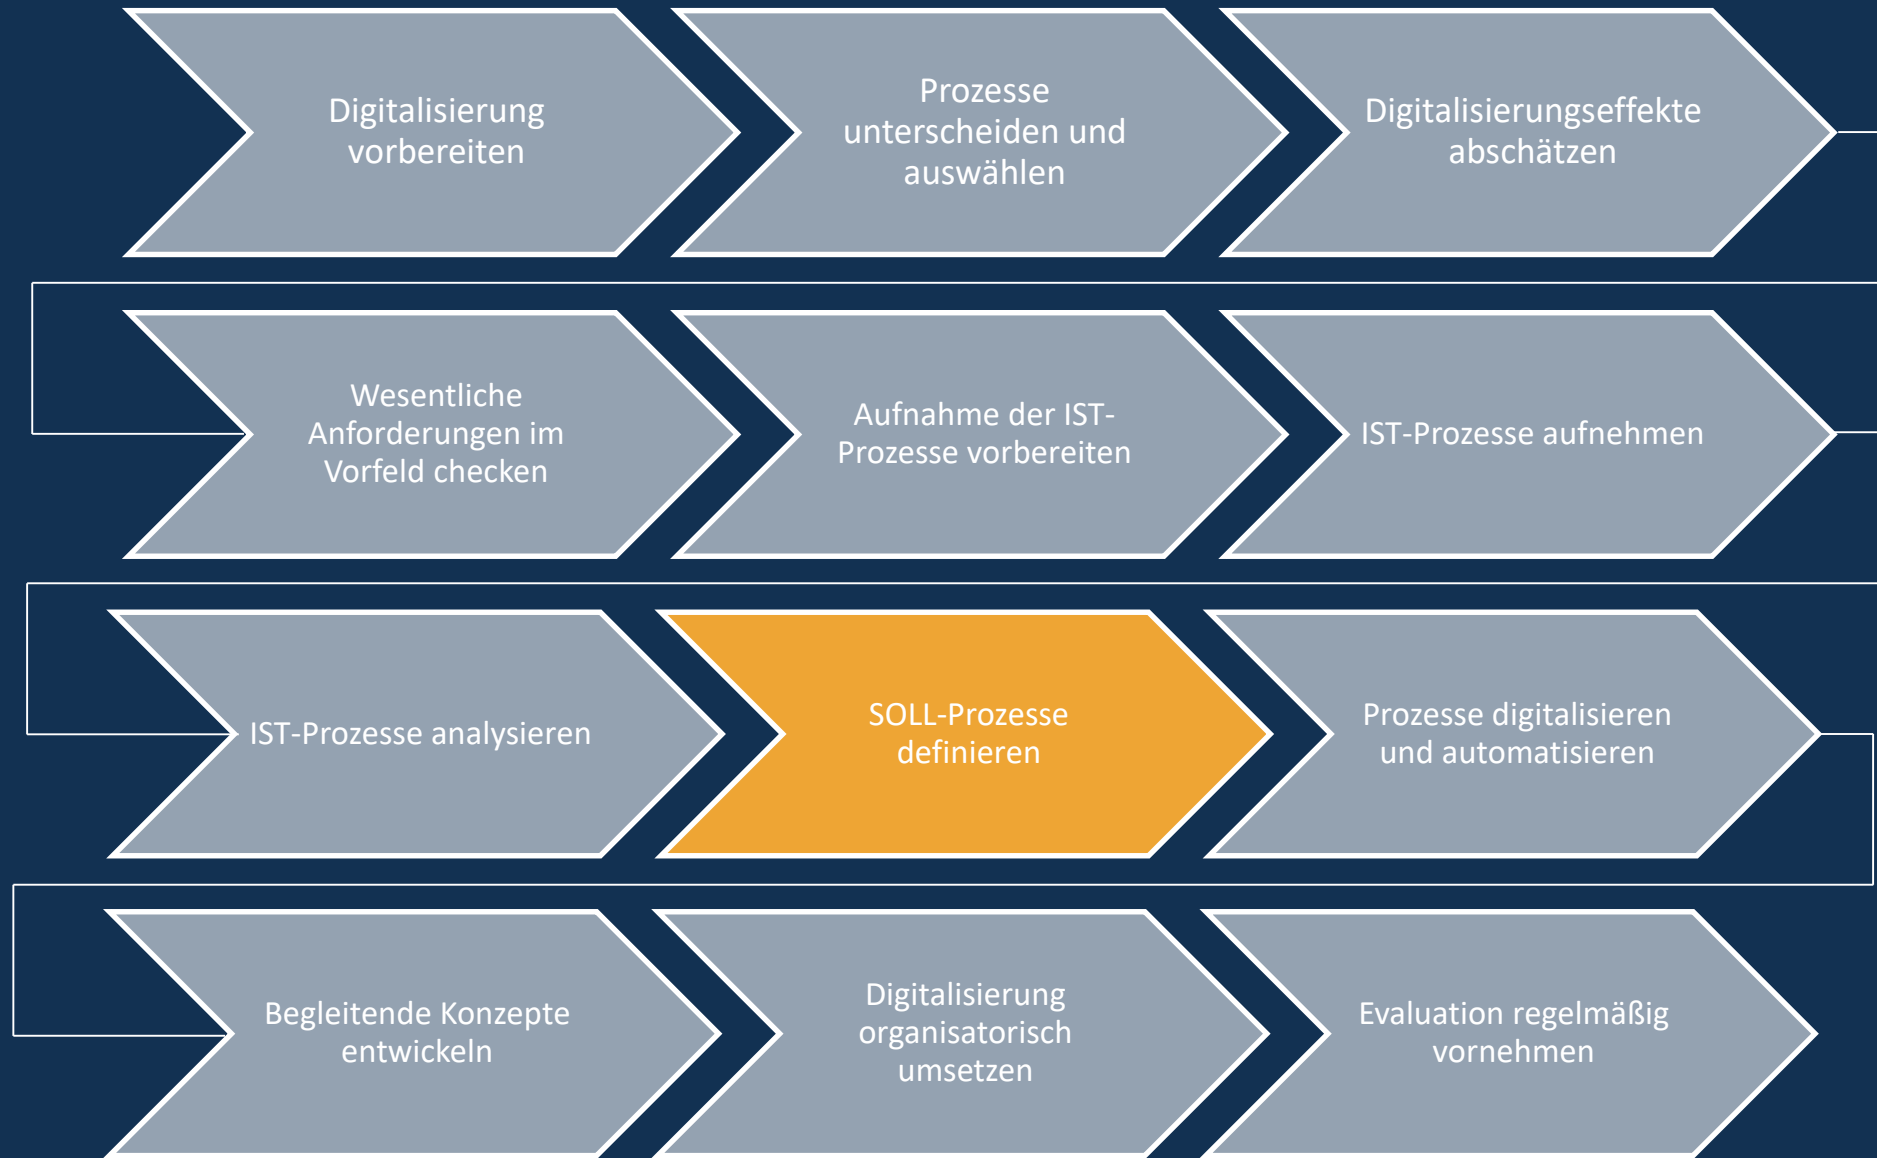 Digitalisierung
vorbereiten
Prozesse
unterscheiden und
auswählen
Digitalisierungseffekte
abschätzen
Wesentliche
Anforderungen im
Vorfeld checken
Aufnahme der IST-
Prozesse vorbereiten
IST-Prozesse aufnehmen
IST-Prozesse analysieren
SOLL-Prozesse
definieren
Prozesse digitalisieren
und automatisieren
Begleitende Konzepte
entwickeln
Digitalisierung
organisatorisch
umsetzen
Evaluation regelmäßig
vornehmen